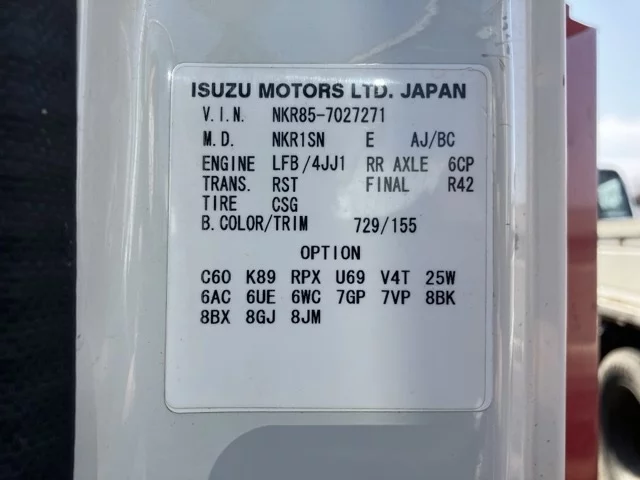 ISUZU MOTORS LTD. JAPAN
V.I.N. NKR85-7027271
M.D. NKR1SN E AJ/BC
ENGINE LFB/4JJ1 RR AXLE 6CP
TRANS. RST FINAL R42
TIRE CSG
B.COLOR/TRIM 729/155
OPTION
C60 K89 RPX U69 V4T 25W
6AC 6UE 6WC 7GP 7VP 8BK
8BX 8GJ 8JM